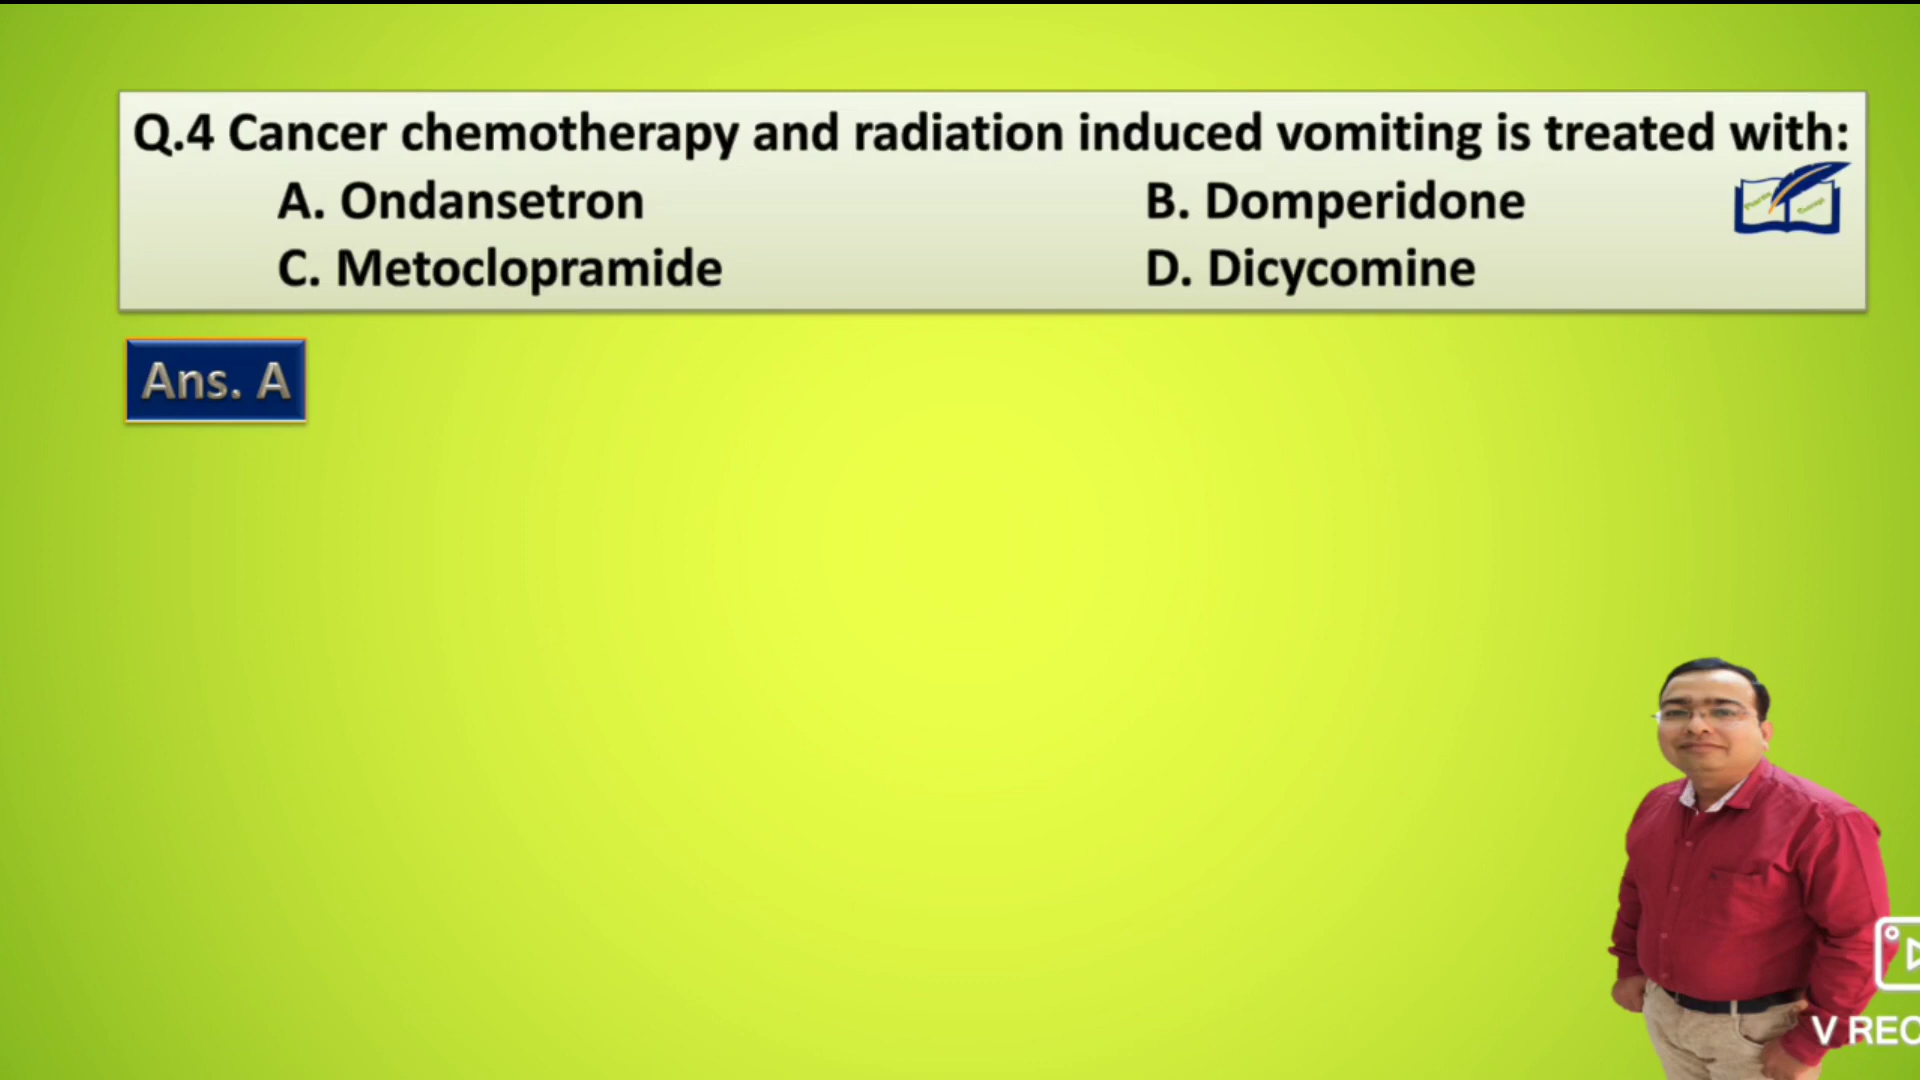 Q.4 Cancer chemotherapy and radiation induced vomiting is treated with:
A. Ondansetron B. Domperidone
C. Metoclopramide D. Dicycomine
Ans. A
V REC